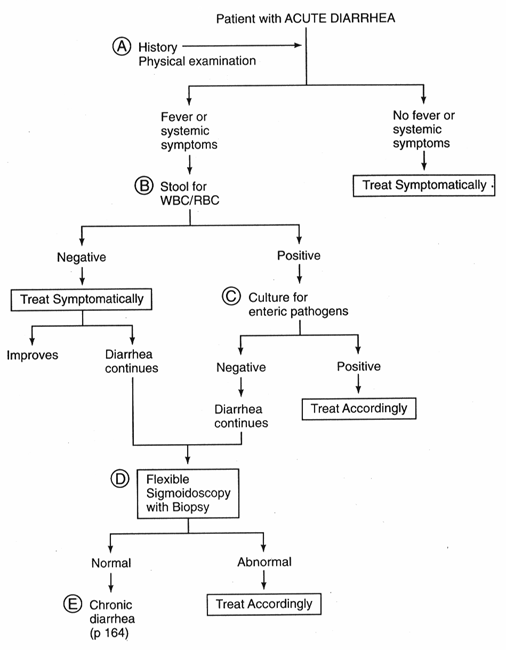 Patient with ACUTE DIARRHEA
A History
Physical examination
Fever or
systemic
symptoms
No fever or
systemic
symptoms
B Stool for
WBC/RBC
Treat Symptomatically
Negative
Positive
Treat Symptomatically
C Culture for
enteric pathogens
Improves
Diarrhea
continues
Negative
Positive
Diarrhea
continues
Treat Accordingly
D Flexible
Sigmoidoscopy
with Biopsy
Normal
Abnormal
E Chronic
diarrhea
(p 164)
Treat Accordingly